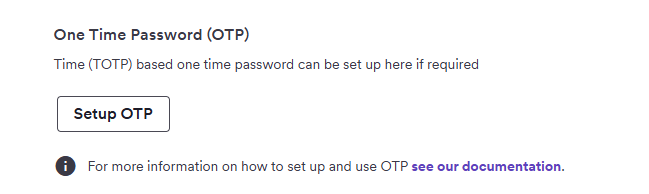 One Time Password (OTP)
Time (TOTP) based one time password can be set up here if required
Setup OTP
For more information on how to set up and use OTP see our documentation.